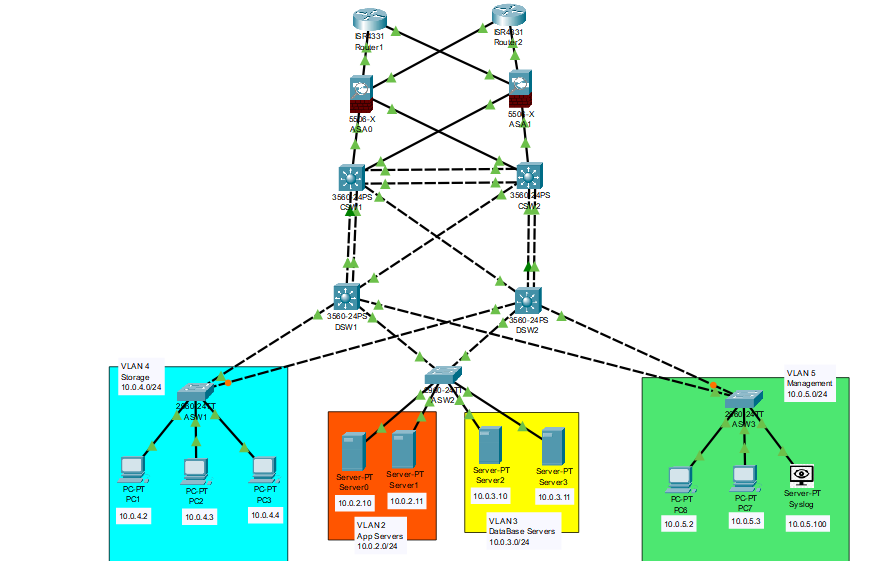 ISR4331
Router1
ISR4331
Router2
5506-X
ASA0
5506-X
ASA1
3560-24PS
CSW1
3560-24PS
CSW2
3560-24PS
DSW1
3560-24PS
DSW2
VLAN 4
Storage
10.0.4.0/24
2960-24TT
ASW1
2960-24TT
ASW2
VLAN 5
Management
10.0.5.0/24
2960-24TT
ASW3
PC-PT
PC1
10.0.4.2
PC-PT
PC2
10.0.4.3
PC-PT
PC3
10.0.4.4
Server-PT
Server0
10.0.2.10
Server-PT
Server1
10.0.2.11
VLAN2
App Servers
10.0.2.0/24
Server-PT
Server2
10.0.3.10
Server-PT
Server3
10.0.3.11
VLAN3
DataBase Servers
10.0.3.0/24
PC-PT
PC6
10.0.5.2
PC-PT
PC7
10.0.5.3
Server-PT
Syslog
10.0.5.100